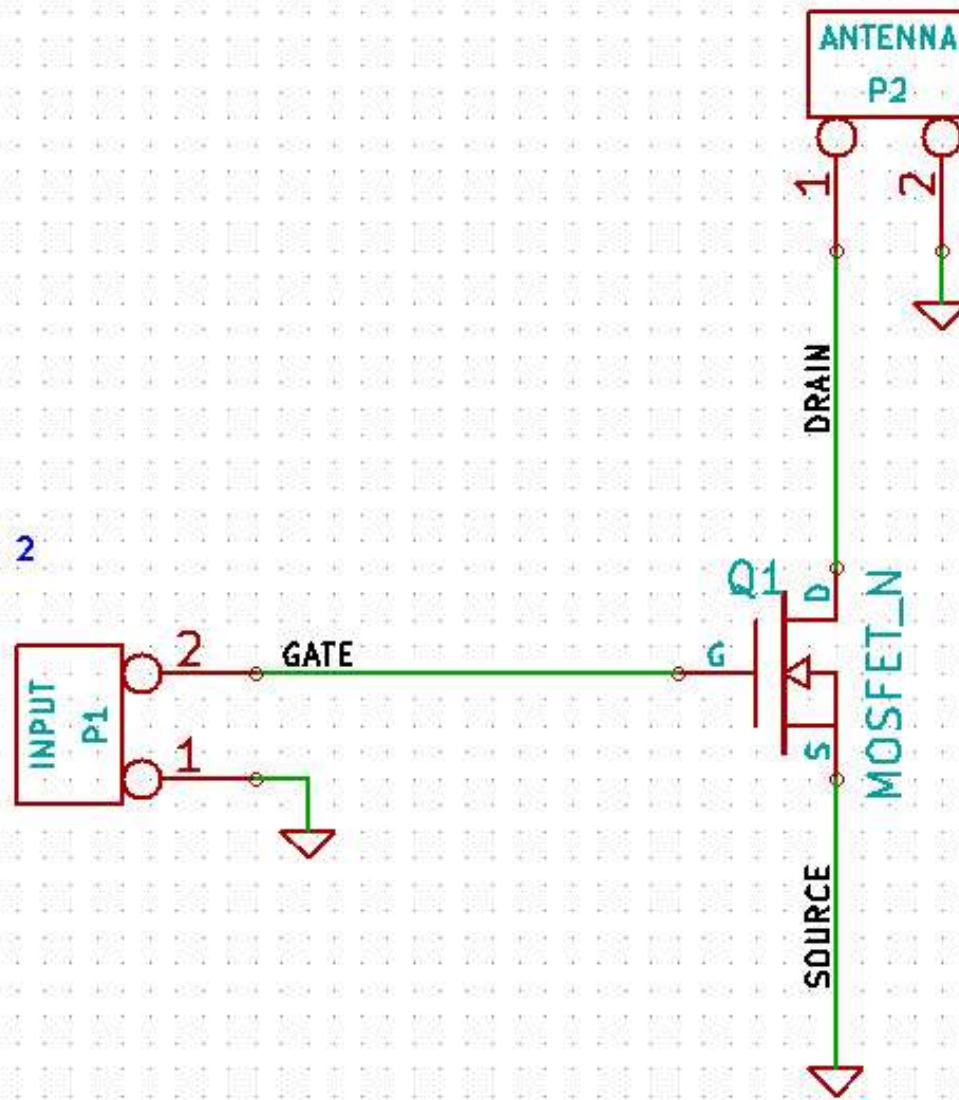 ANTENNA
P2
1
2
DRAIN
2
Q1
D
G
S
MOSFET_N
2
GATE
INPUT
P1
1
SOURCE